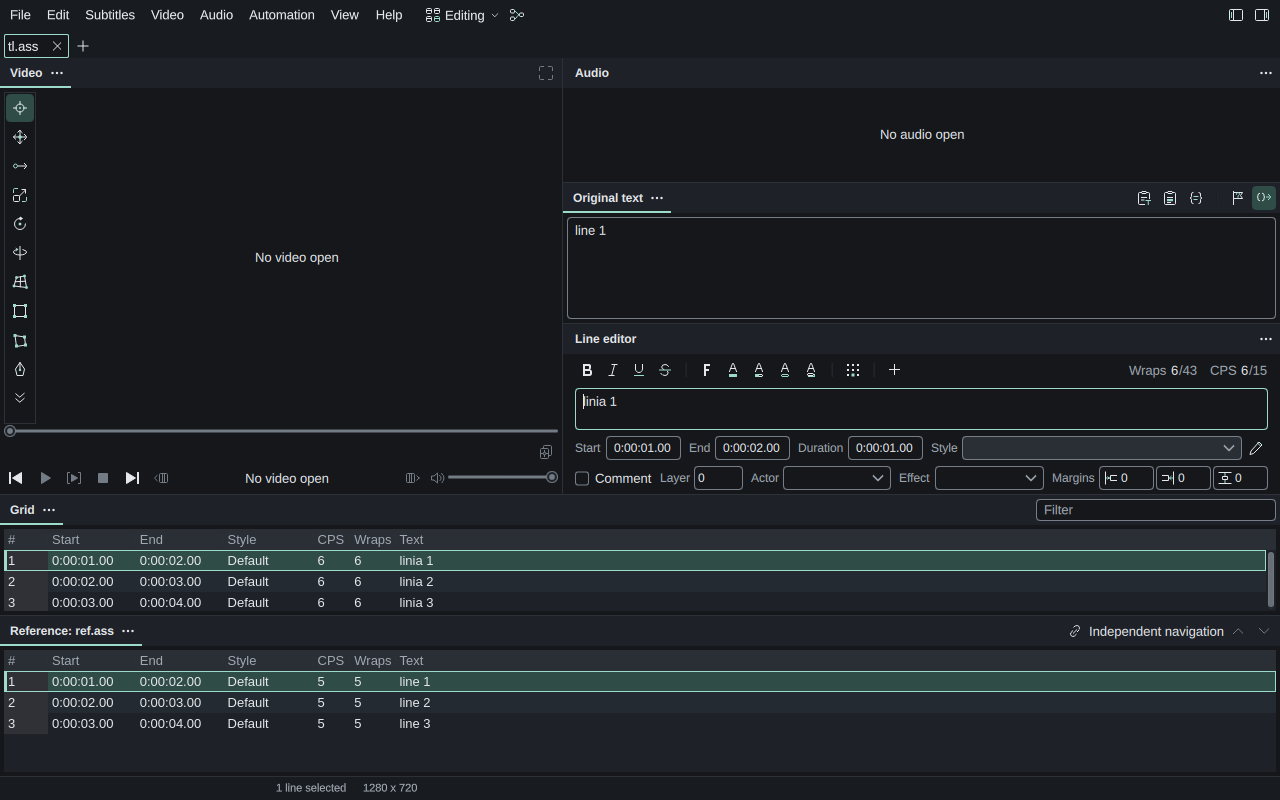 File Edit Subtitles Video Audio Automation View Help Editing
tl.ass
Video
No video open
No video open
Audio
No audio open
Original text
line 1
Line editor
B I U S F A A A A Wraps 6/43 CPS 6/15
linia 1
Start 0:00:01.00 End 0:00:02.00 Duration 0:00:01.00 Style
Comment Layer 0 Actor Effect Margins 0 0 0
Grid Filter
# Start End Style CPS Wraps Text
1 0:00:01.00 0:00:02.00 Default 6 6 linia 1
2 0:00:02.00 0:00:03.00 Default 6 6 linia 2
3 0:00:03.00 0:00:04.00 Default 6 6 linia 3
Reference: ref.ass Independent navigation
# Start End Style CPS Wraps Text
1 0:00:01.00 0:00:02.00 Default 5 5 line 1
2 0:00:02.00 0:00:03.00 Default 5 5 line 2
3 0:00:03.00 0:00:04.00 Default 5 5 line 3
1 line selected 1280 x 720